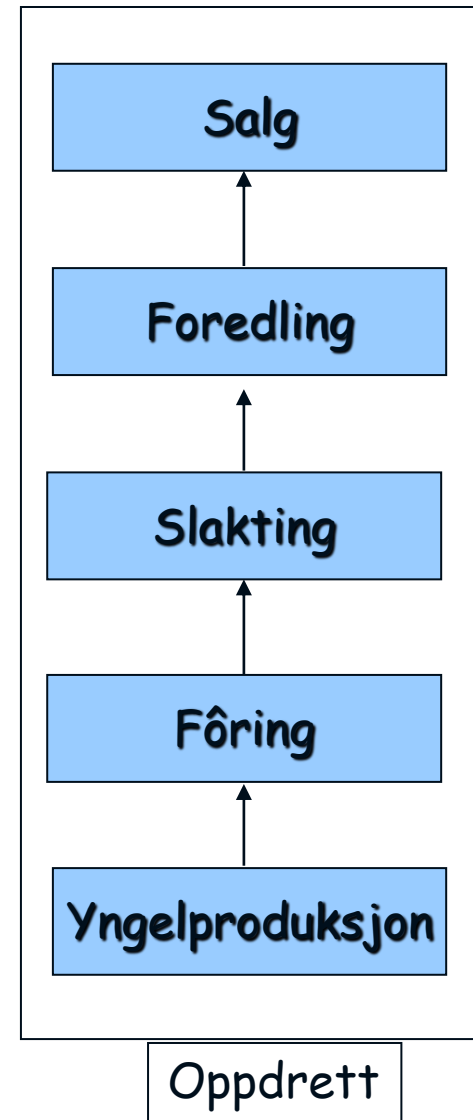 Salg
Foredling
Slakting
Fôring
Yngelproduksjon
Oppdrett